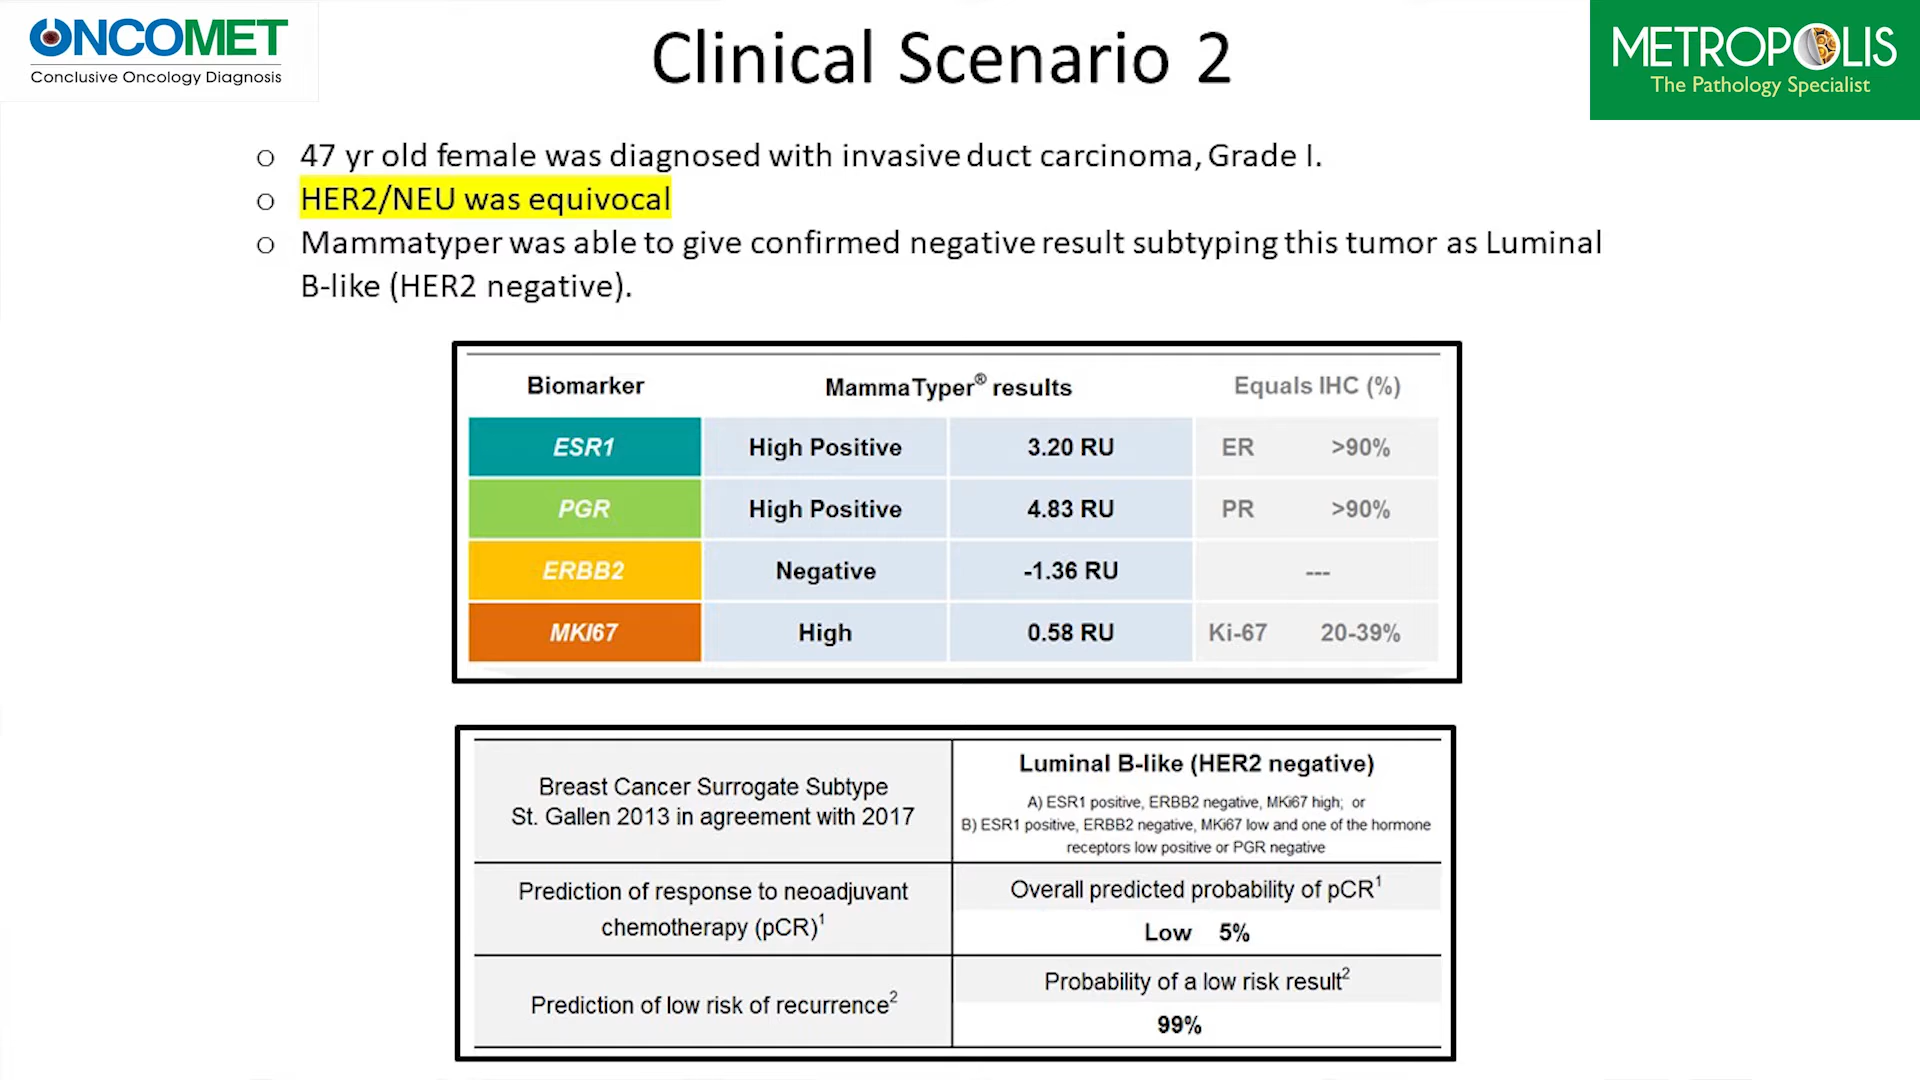 ONCOMET
Conclusive Oncology Diagnosis
Clinical Scenario 2
METROPOLIS
The Pathology Specialist
o 47 yr old female was diagnosed with invasive duct carcinoma, Grade I.
o HER2/NEU was equivocal
o Mammatyper was able to give confirmed negative result subtyping this tumor as Luminal
B-like (HER2 negative).
Biomarker MammaTyper® results Equals IHC (%)
ESR1 High Positive 3.20 RU ER >90%
PGR High Positive 4.83 RU PR >90%
ERBB2 Negative -1.36 RU ---
MKI67 High 0.58 RU Ki-67 20-39%
Breast Cancer Surrogate Subtype
St. Gallen 2013 in agreement with 2017
Luminal B-like (HER2 negative)
A) ESR1 positive, ERBB2 negative, MKi67 high; or
B) ESR1 positive, ERBB2 negative, MKi67 low and one of the hormone
receptors low positive or PGR negative
Prediction of response to neoadjuvant
chemotherapy (pCR)¹
Overall predicted probability of pCR¹
Low 5%
Prediction of low risk of recurrence²
Probability of a low risk result²
99%